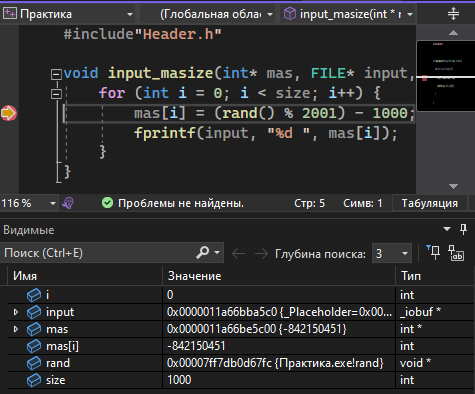 Практика
(Глобальная облас
input_masize(int* r
#include"Header.h"
void input_masize(int* mas, FILE* input,
for (int i = 0; i < size; i++) {
mas[i] = (rand() % 2001) - 1000;
fprintf(input, "%d ", mas[i]);
}
}
116 %
Проблемы не найдены.
Стр: 5
Симв: 1
Табуляция
Видимые
Поиск (Ctrl+E)
Глубина поиска:
3
Имя
Значение
Тип
i
0
int
input
0x0000011a66bba5c0 {_Placeholder=0x00...
_iobuf *
mas
0x0000011a66be5c00 {-842150451}
int *
mas[i]
-842150451
int
rand
0x00007ff7db0d67fc {Практика.exe!rand}
void *
size
1000
int